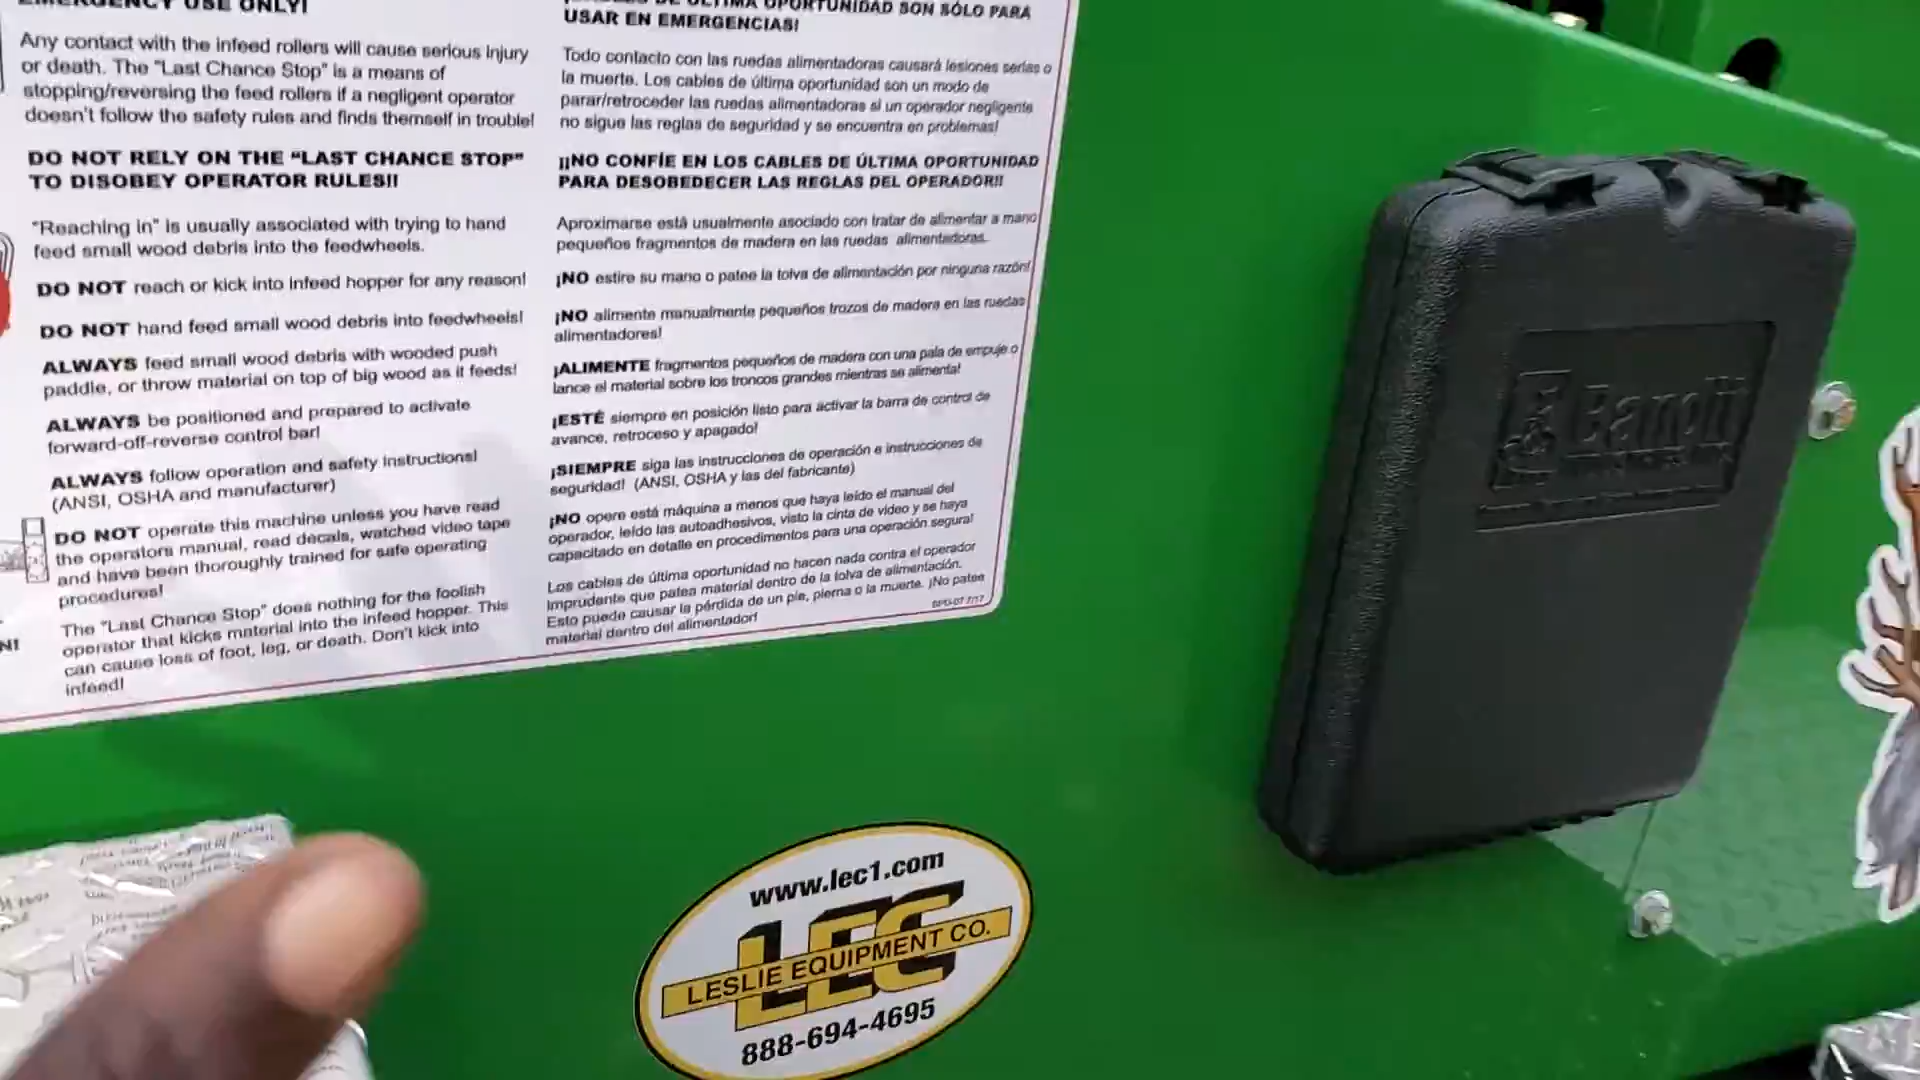 EMERGENCY USE ONLY!
Any contact with the infeed rollers will cause serious injury
or death. The "Last Chance Stop" is a means of
stopping/reversing the feed rollers if a negligent operator
doesn't follow the safety rules and finds themself in trouble!
DO NOT RELY ON THE "LAST CHANCE STOP"
TO DISOBEY OPERATOR RULES!!
"Reaching in" is usually associated with trying to hand
feed small wood debris into the feedwheels.
DO NOT reach or kick into infeed hopper for any reason!
DO NOT hand feed small wood debris into feedwheels!
ALWAYS feed small wood debris with wooded push
paddle, or throw material on top of big wood as it feeds!
ALWAYS be positioned and prepared to activate
forward-off-reverse control bar!
ALWAYS follow operation and safety instructions!
(ANSI, OSHA and manufacturer)
DO NOT operate this machine unless you have read
the operators manual, read decals, watched video tape
and have been thoroughly trained for safe operating
procedures!
The "Last Chance Stop" does nothing for the foolish
operator that kicks material into the infeed hopper. This
can cause loss of foot, leg, or death. Don't kick into
infeed!
ÚLTIMA OPORTUNIDAD SON SÓLO PARA
USAR EN EMERGENCIAS!
Todo contacto con las ruedas alimentadoras causará lesiones serias o
la muerte. Los cables de última oportunidad son un modo de
parar/retroceder las ruedas alimentadoras si un operador negligente
no sigue las reglas de seguridad y se encuentra en problemas!
¡¡NO CONFÍE EN LOS CABLES DE ÚLTIMA OPORTUNIDAD
PARA DESOBEDECER LAS REGLAS DEL OPERADOR!!
Aproximarse está usualmente asociado con tratar de alimentar a mano
pequeños fragmentos de madera en las ruedas alimentadoras.
¡NO estire su mano o patee la tolva de alimentación por ninguna razón!
¡NO alimente manualmente pequeños trozos de madera en las ruedas
alimentadores!
¡ALIMENTE fragmentos pequeños de madera con una pala de empuje o
lance el material sobre los troncos grandes mientras se alimenta!
¡ESTÉ siempre en posición listo para activar la barra de control de
avance, retroceso y apagado!
¡SIEMPRE siga las instrucciones de operación e instrucciones de
seguridad! (ANSI, OSHA y las del fabricante)
¡NO opere está máquina a menos que haya leído el manual del
operador, leído las autoadhesivos, visto la cinta de video y se haya
capacitado en detalle en procedimientos para una operación segura!
Los cables de última oportunidad no hacen nada contra el operador
imprudente que patea material dentro de la tolva de alimentación.
Esto puede causar la pérdida de un pie, pierna o la muerte. ¡No patee
material dentro del alimentador!
Bandit
www.lec1.com
LEC
LESLIE EQUIPMENT CO.
888-694-4695